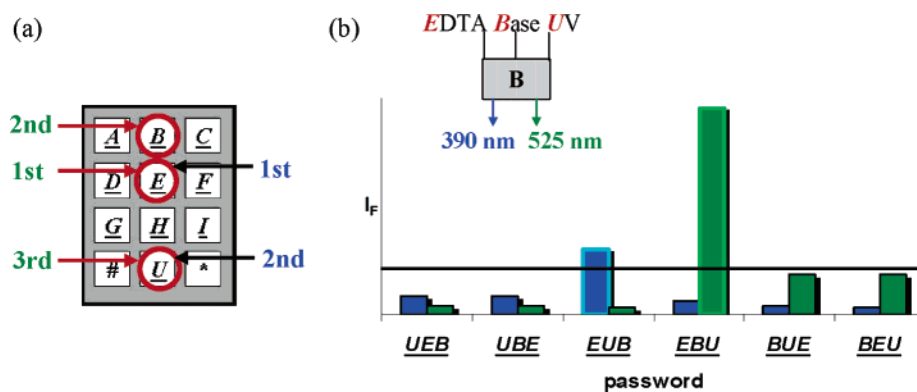 (a)
2nd
1st
3rd
A B C
D E F
G H I
# U *
1st
2nd
(b)
EDTA Base UV
B
390 nm 525 nm
I_F
UEB UBE EUB EBU BUE BEU
password